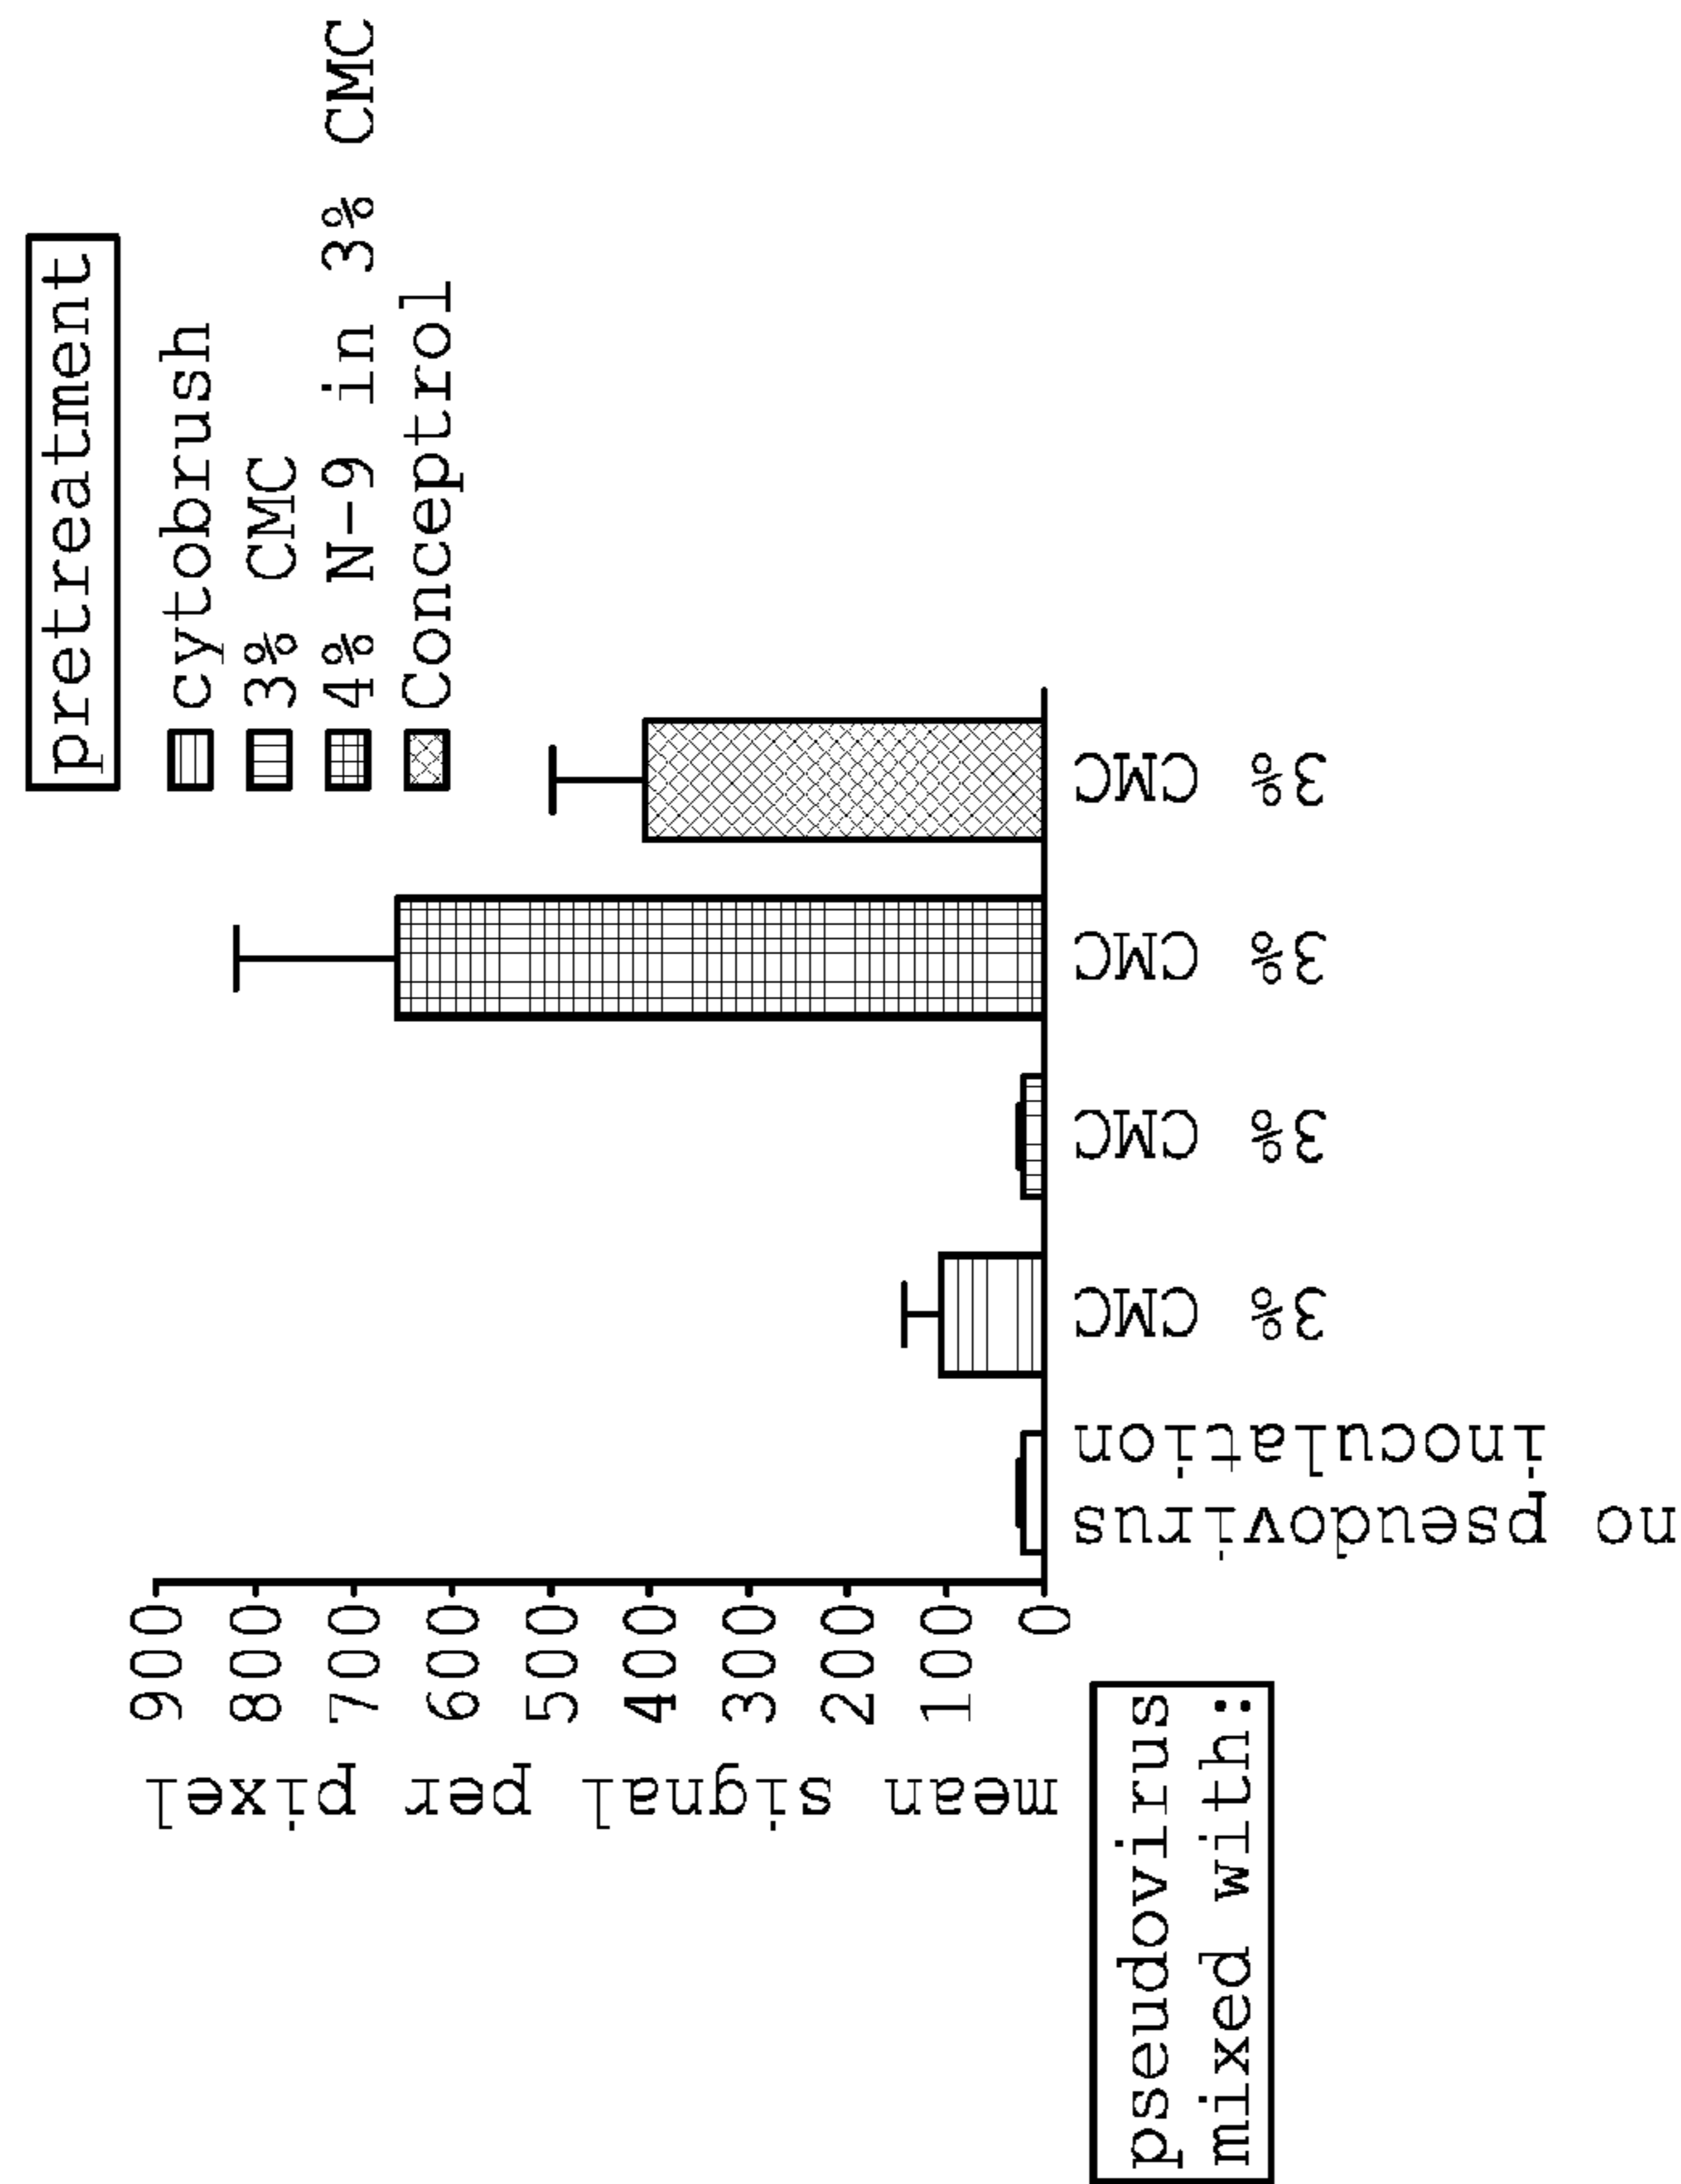 pretreatment
cytobrush
3% CMC
4% N-9 in 3% CMC
Conceptrol
mean signal per pixel
900
800
700
600
500
400
300
200
100
0
pseudovirus
mixed with:
no pseudovirus
inoculation
3% CMC
3% CMC
3% CMC
3% CMC